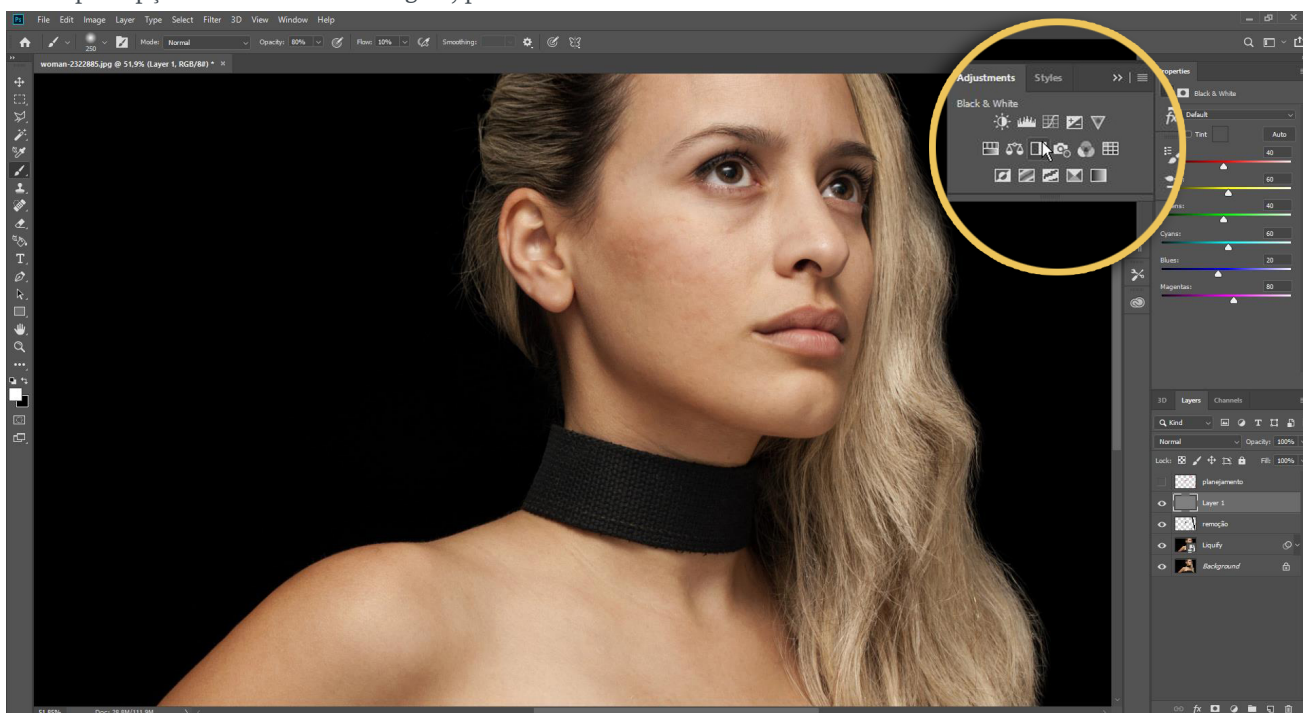 File Edit Image Layer Type Select Filter 3D View Window Help
250 Mode: Normal Opacity: 80% Flow: 10% Smoothing:
woman-2322885.jpg @ 51,9% (Layer 1, RGB/8#) * ×
Adjustments Styles
Black & White
Properties
Black & White
Default
Tint Auto
40
60
40
Cyans: 60
Blues: 20
Magentas: 80
3D Layers Channels
Kind
Normal Opacity: 100%
Lock: Fill: 100%
planejamento
Layer 1
remoção
Liquify
Background